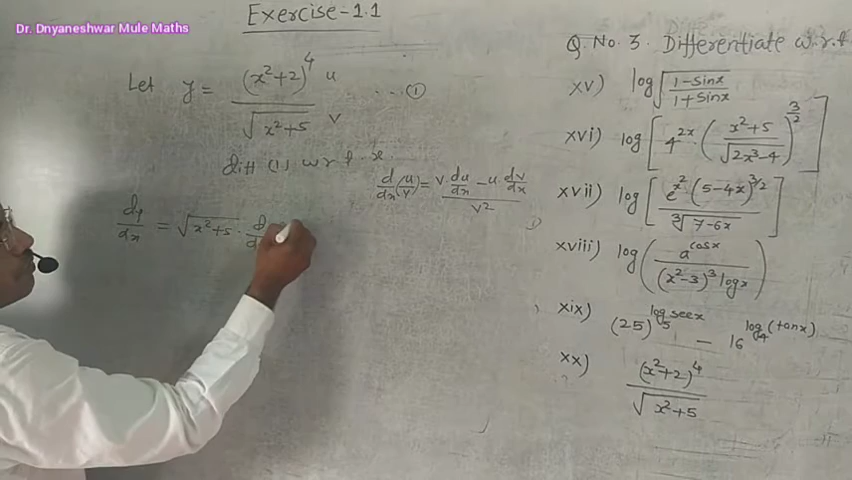 Dr. Dnyaneshwar Mule Maths
Exercise-1.1
Let y = (x²+2)⁴ / √(x²+5) u v ... ①
diff (1) w r t x
d/dx(u/v) = (v·du/dx − u·dv/dx) / v²
dy/dx = √(x²+5) · d
Q. No. 3. Differentiate w.r.t
xv) log√((1−sinx)/(1+sinx))
xvi) log[4^(2x) · ((x²+5)/√(2x³−4))^(3/2)]
xvii) log[e^(x²) (5−4x)^(3/2) / ∛(7−6x)]
xviii) log(a^(cosx) / ((x²−3)³ logx))
xix) (25)^(log₅ secx) − 16^(log₄(tanx))
xx) (x²+2)⁴ / √(x²+5)